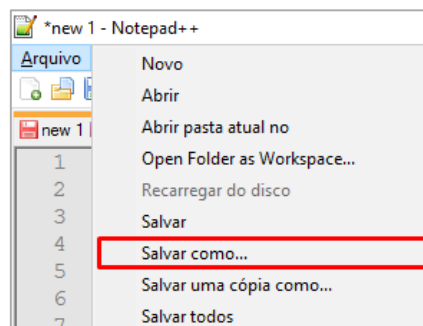 *new 1 - Notepad++
Arquivo
Novo
Abrir
new 1
Abrir pasta atual no
1
Open Folder as Workspace...
2
Recarregar do disco
3
Salvar
4
Salvar como...
5
Salvar uma cópia como...
6
Salvar todos
7